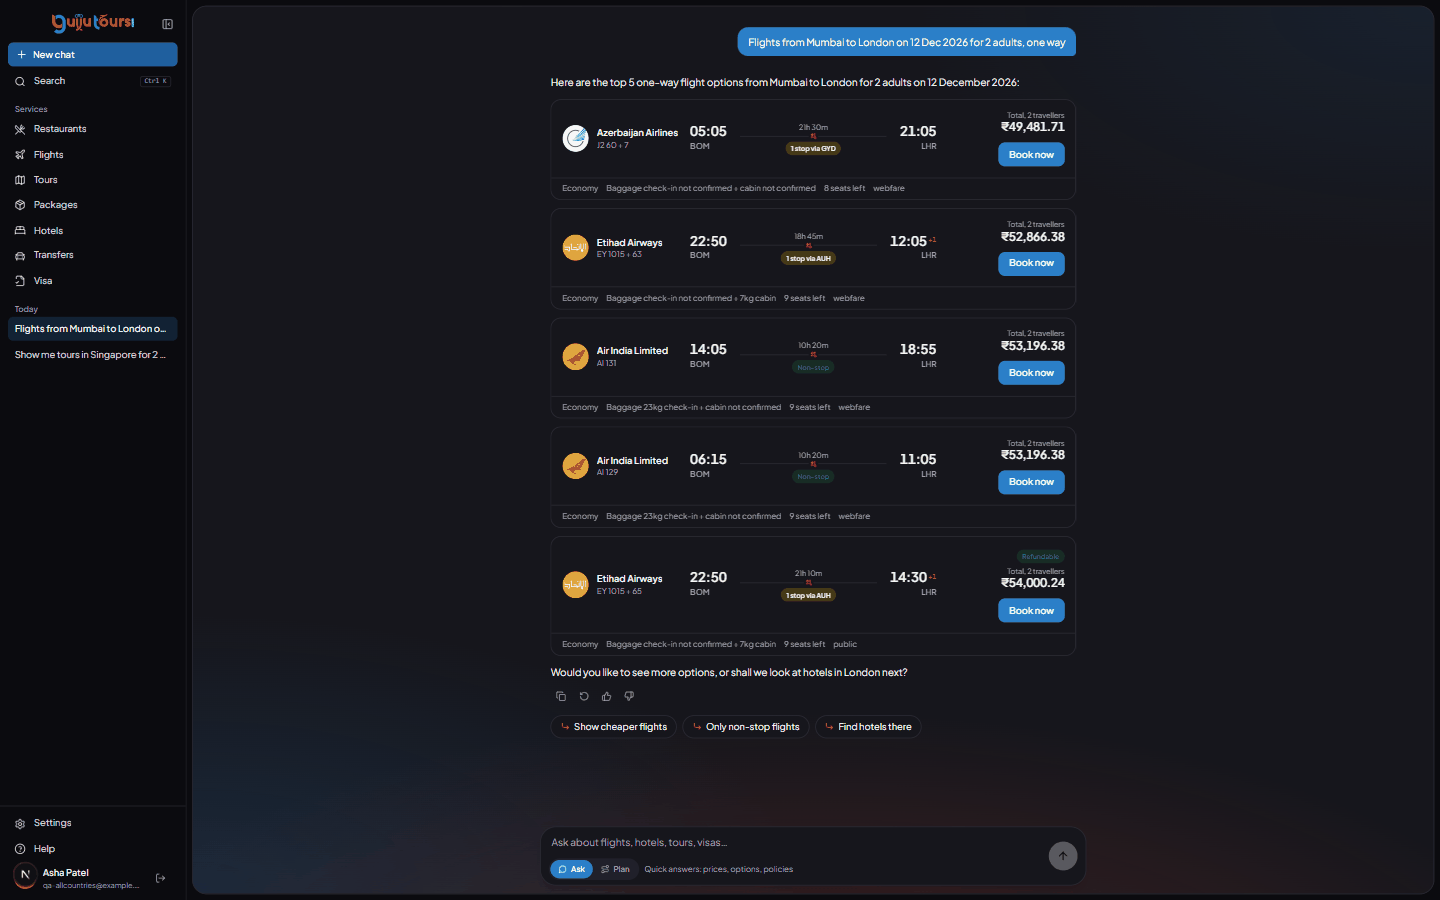 gujju tours
New chat
Search
Ctrl K
Services
Restaurants
Flights
Tours
Packages
Hotels
Transfers
Visa
Today
Flights from Mumbai to London o...
Show me tours in Singapore for 2 ...
Settings
Help
N
Asha Patel
qa-allcountries@example....
Flights from Mumbai to London on 12 Dec 2026 for 2 adults, one way
Here are the top 5 one-way flight options from Mumbai to London for 2 adults on 12 December 2026:
Azerbaijan Airlines
J2 60 + 7
05:05
BOM
21h 30m
1 stop via GYD
21:05
LHR
Total, 2 travellers
₹49,481.71
Book now
Economy Baggage check-in not confirmed + cabin not confirmed 8 seats left webfare
Etihad Airways
EY 1015 + 63
22:50
BOM
18h 45m
1 stop via AUH
12:05 +1
LHR
Total, 2 travellers
₹52,866.38
Book now
Economy Baggage check-in not confirmed + 7kg cabin 9 seats left webfare
Air India Limited
AI 131
14:05
BOM
10h 20m
Non-stop
18:55
LHR
Total, 2 travellers
₹53,196.38
Book now
Economy Baggage 23kg check-in + cabin not confirmed 9 seats left webfare
Air India Limited
AI 129
06:15
BOM
10h 20m
Non-stop
11:05
LHR
Total, 2 travellers
₹53,196.38
Book now
Economy Baggage 23kg check-in + cabin not confirmed 9 seats left webfare
Etihad Airways
EY 1015 + 65
22:50
BOM
21h 10m
1 stop via AUH
14:30 +1
LHR
Refundable
Total, 2 travellers
₹54,000.24
Book now
Economy Baggage check-in not confirmed + 7kg cabin 9 seats left public
Would you like to see more options, or shall we look at hotels in London next?
Show cheaper flights
Only non-stop flights
Find hotels there
Ask about flights, hotels, tours, visas...
Ask
Plan
Quick answers: prices, options, policies